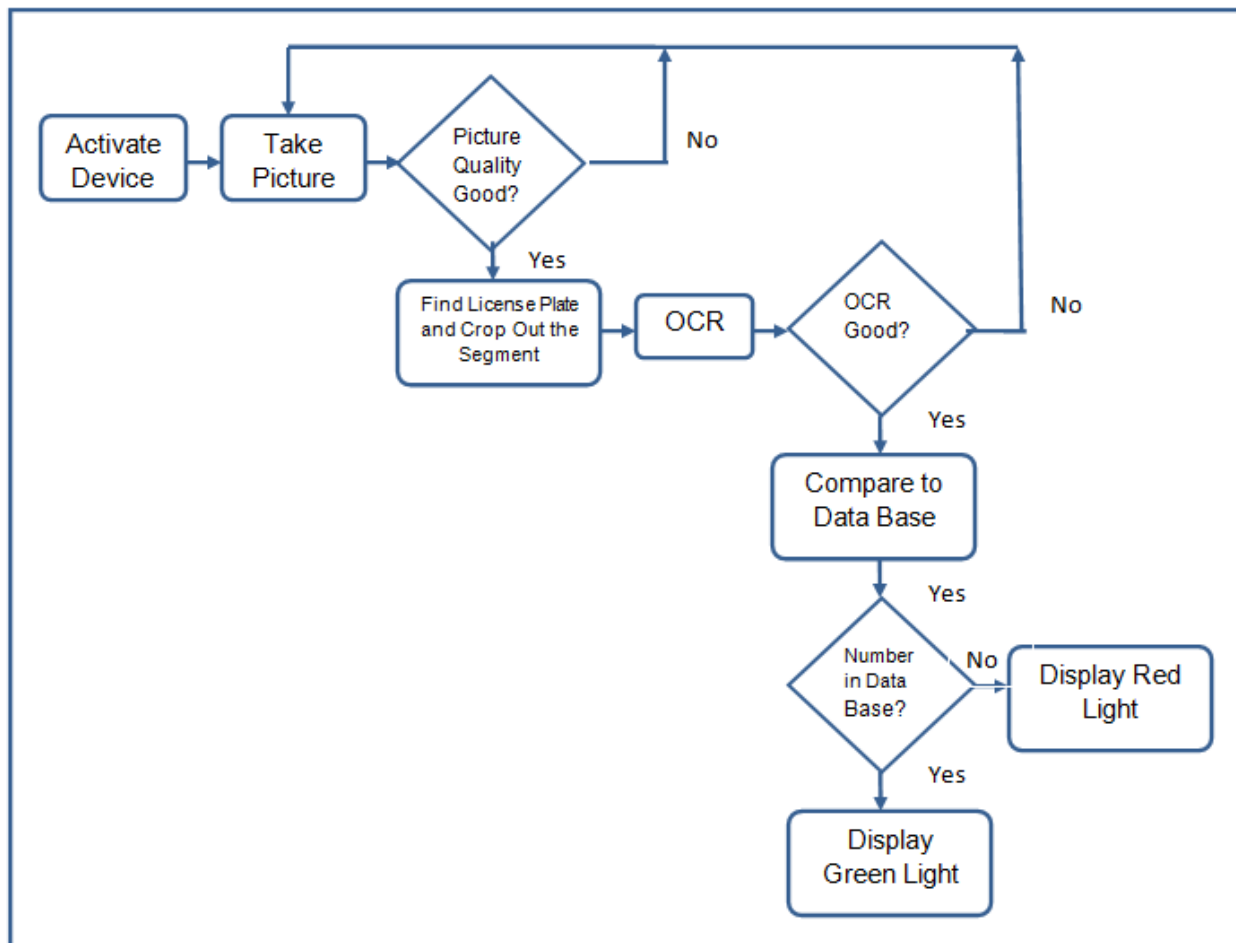 Activate
Device
Take
Picture
Picture
Quality
Good?
No
Yes
Find License Plate
and Crop Out the
Segment
OCR
OCR
Good?
No
Yes
Compare to
Data Base
Yes
Number
in Data
Base?
No
Display Red
Light
Yes
Display
Green Light